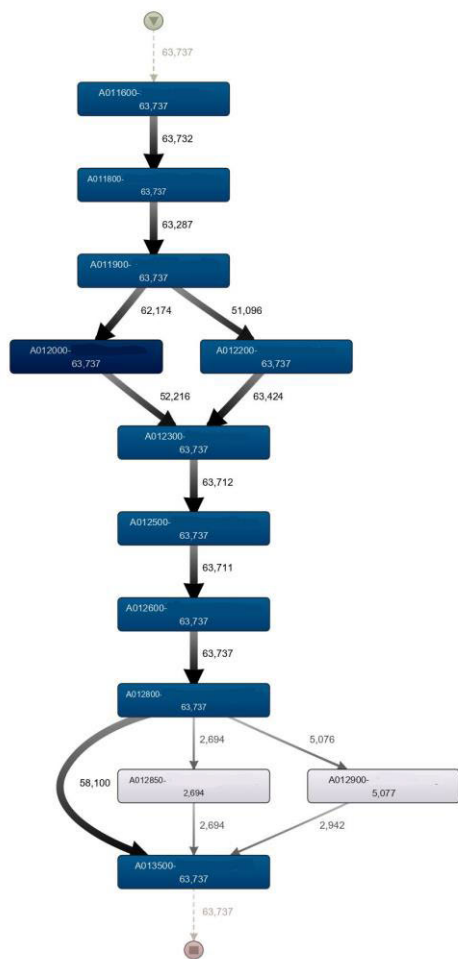 63,737
A011600-
63,737
63,732
A011800-
63,737
63,287
A011900-
63,737
62,174
51,096
A012000-
63,737
A012200-
63,737
52,216
63,424
A012300-
63,737
63,712
A012500-
63,737
63,711
A012600-
63,737
63,737
A012800-
63,737
2,694
5,076
58,100
A012850-
2,694
A012900-
5,077
2,694
2,942
A013500-
63,737
63,737